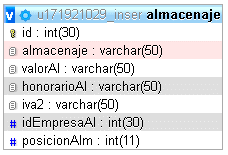 v u171921029_inser almacenaje
id : int(30)
almacenaje : varchar(50)
valorAl : varchar(50)
honorarioAl : varchar(50)
iva2 : varchar(50)
# idEmpresaAl : int(30)
# posicionAlm : int(11)